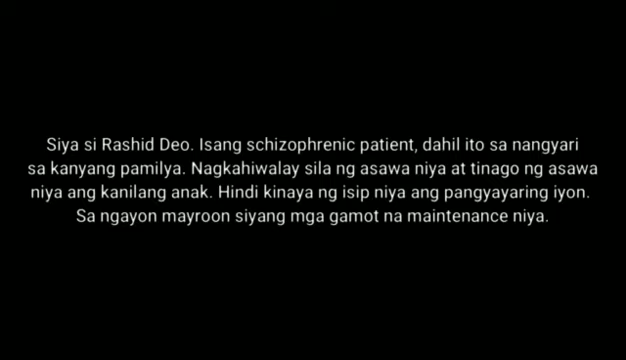 Siya si Rashid Deo. Isang schizophrenic patient, dahil ito sa nangyari
sa kanyang pamilya. Nagkahiwalay sila ng asawa niya at tinago ng asawa
niya ang kanilang anak. Hindi kinaya ng isip niya ang pangyayaring iyon.
Sa ngayon mayroon siyang mga gamot na maintenance niya.